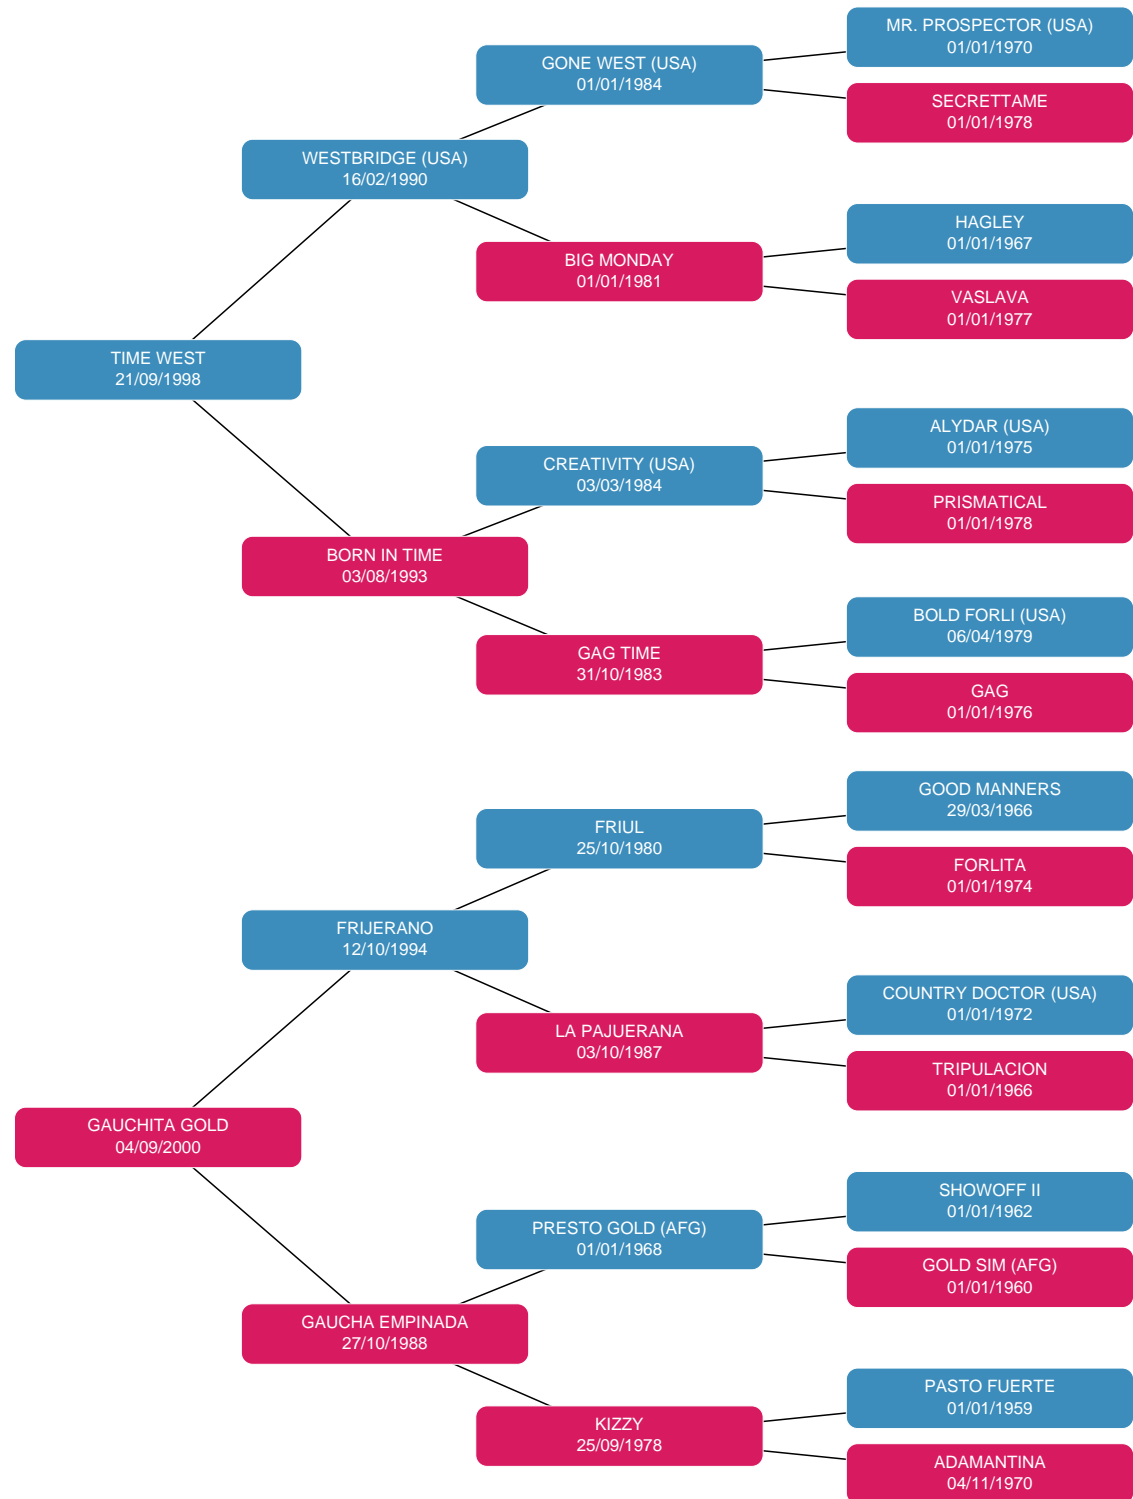 MR. PROSPECTOR (USA)
01/01/1970
GONE WEST (USA)
01/01/1984
SECRETTAME
01/01/1978
WESTBRIDGE (USA)
16/02/1990
HAGLEY
01/01/1967
BIG MONDAY
01/01/1981
VASLAVA
01/01/1977
TIME WEST
21/09/1998
ALYDAR (USA)
01/01/1975
CREATIVITY (USA)
03/03/1984
PRISMATICAL
01/01/1978
BORN IN TIME
03/08/1993
BOLD FORLI (USA)
06/04/1979
GAG TIME
31/10/1983
GAG
01/01/1976
GOOD MANNERS
29/03/1966
FRIUL
25/10/1980
FORLITA
01/01/1974
FRIJERANO
12/10/1994
COUNTRY DOCTOR (USA)
01/01/1972
LA PAJUERANA
03/10/1987
TRIPULACION
01/01/1966
GAUCHITA GOLD
04/09/2000
SHOWOFF II
01/01/1962
PRESTO GOLD (AFG)
01/01/1968
GOLD SIM (AFG)
01/01/1960
GAUCHA EMPINADA
27/10/1988
PASTO FUERTE
01/01/1959
KIZZY
25/09/1978
ADAMANTINA
04/11/1970